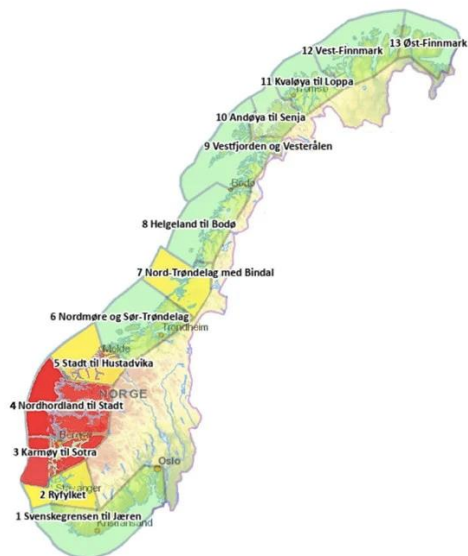 12 Vest-Finnmark
13 Øst-Finnmark
11 Kvaløya til Loppa
Tromsø
10 Andøya til Senja
9 Vestfjorden og Vesterålen
Bodø
8 Helgeland til Bodø
7 Nord-Trøndelag med Bindal
6 Nordmøre og Sør-Trøndelag
Trondheim
Molde
5 Stadt til Hustadvika
NORGE
4 Nordhordland til Stadt
Bergen
3 Karmøy til Sotra
Oslo
Stavanger
2 Ryfylket
1 Svenskegrensen til Jæren
Kristiansand